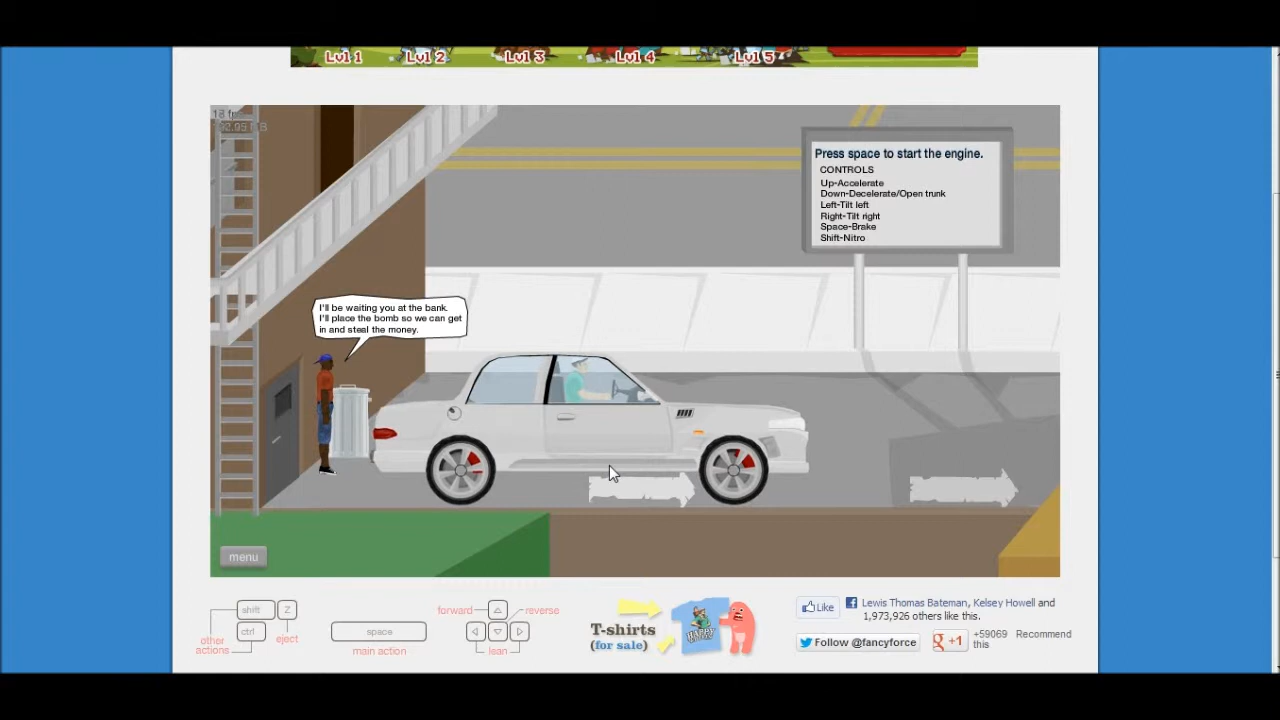 Lvl 1 Lvl 2 Lvl 3 Lvl 4 Lvl 5
18 fps
Press space to start the engine.
CONTROLS
Up-Accelerate
Down-Decelerate/Open trunk
Left-Tilt left
Right-Tilt right
Space-Brake
Shift-Nitro
I'll be waiting you at the bank.
I'll place the bomb so we can get
in and steal the money.
menu
shift Z
ctrl
eject
other
actions
space
main action
forward
reverse
lean
T-shirts
(for sale)
HAPPY
Like
Lewis Thomas Bateman, Kelsey Howell and
1,973,926 others like this.
Follow @fancyforce
g +1
+59069 Recommend
this